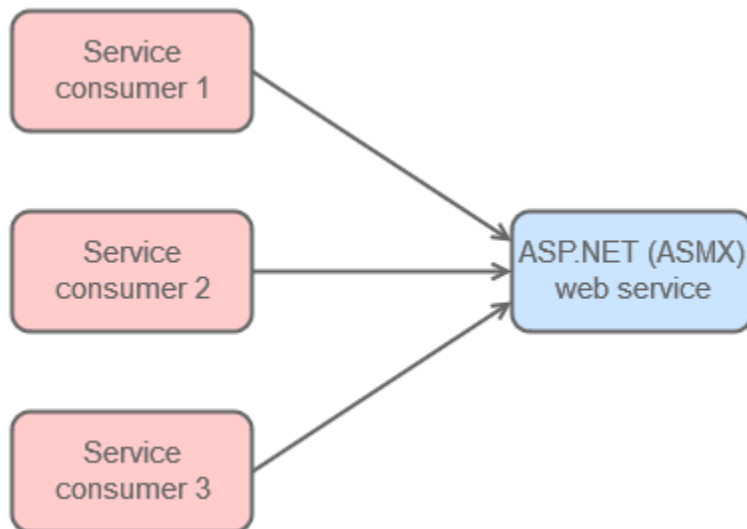 Service
consumer 1
Service
consumer 2
ASP.NET (ASMX)
web service
Service
consumer 3